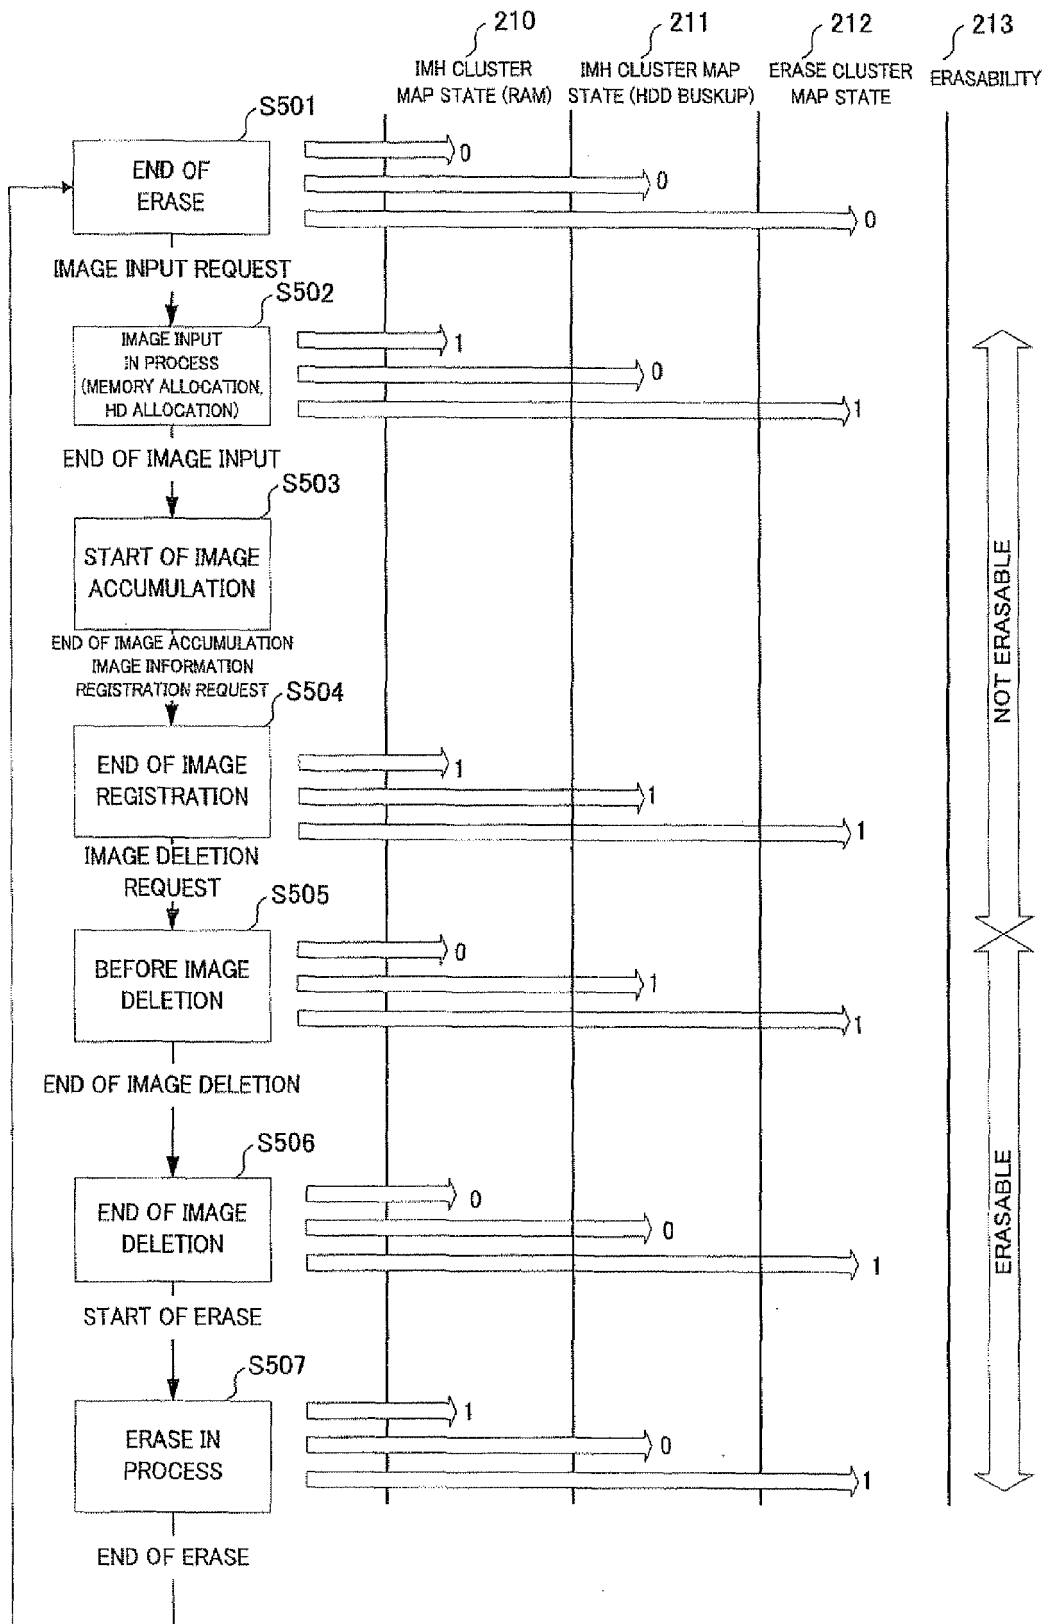 210
211
212
213
IMH CLUSTER
MAP STATE (RAM)
IMH CLUSTER MAP
STATE (HDD BUSKUP)
ERASE CLUSTER
MAP STATE
ERASABILITY
S501
END OF
ERASE
0
0
0
IMAGE INPUT REQUEST
S502
IMAGE INPUT
IN PROCESS
(MEMORY ALLOCATION,
HD ALLOCATION)
1
0
1
END OF IMAGE INPUT
S503
START OF IMAGE
ACCUMULATION
END OF IMAGE ACCUMULATION
IMAGE INFORMATION
REGISTRATION REQUEST
S504
END OF IMAGE
REGISTRATION
1
1
1
NOT ERASABLE
IMAGE DELETION
REQUEST
S505
BEFORE IMAGE
DELETION
0
1
1
END OF IMAGE DELETION
S506
END OF IMAGE
DELETION
0
0
1
ERASABLE
START OF ERASE
S507
ERASE IN
PROCESS
1
0
1
END OF ERASE